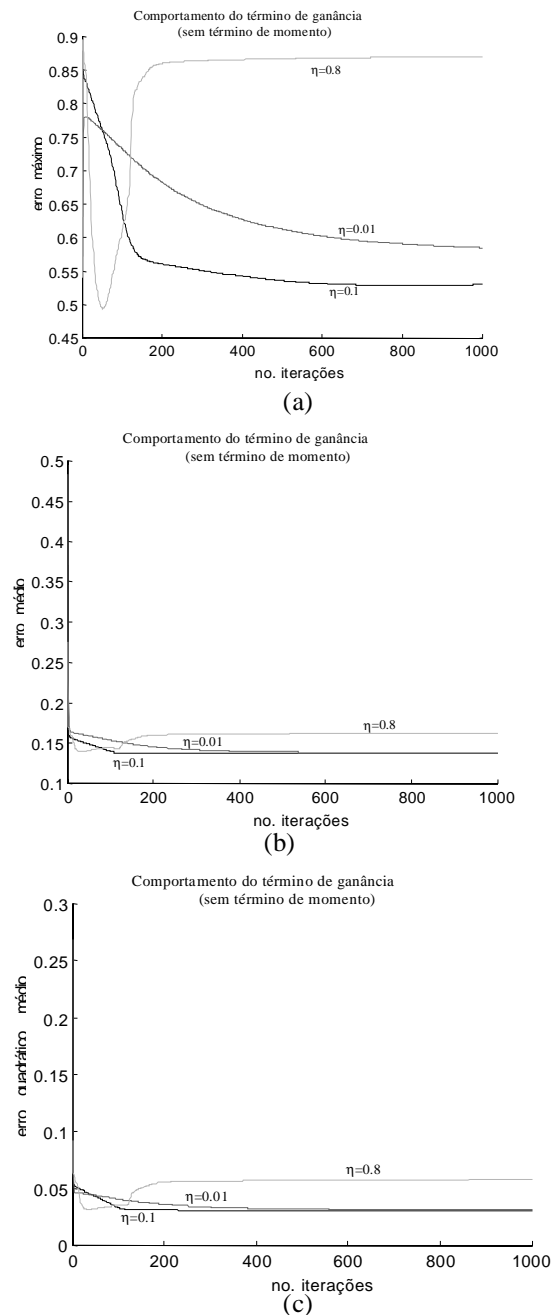 Comportamento do término de ganância
(sem término de momento)
erro máximo
0.9
0.85
0.8
0.75
0.7
0.65
0.6
0.55
0.5
0.45
η=0.8
η=0.01
η=0.1
0 200 400 600 800 1000
no. iterações
(a)
Comportamento do término de ganância
(sem término de momento)
erro médio
0.5
0.45
0.4
0.35
0.3
0.25
0.2
0.15
0.1
η=0.8
η=0.01
η=0.1
0 200 400 600 800 1000
no. iterações
(b)
Comportamento do término de ganância
(sem término de momento)
erro quadrático médio
0.3
0.25
0.2
0.15
0.1
0.05
0
η=0.8
η=0.01
η=0.1
0 200 400 600 800 1000
no. iterações
(c)